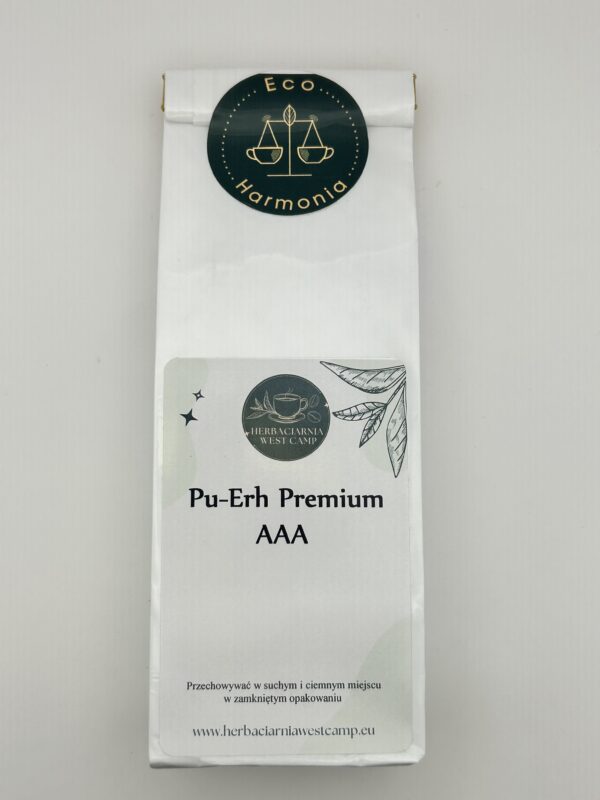 Eco
Harmonia
HERBACIARNIA
WEST CAMP
Pu-Erh Premium
AAA
Przechowywać w suchym i ciemnym miejscu
w zamkniętym opakowaniu
www.herbaciarniawestcamp.eu